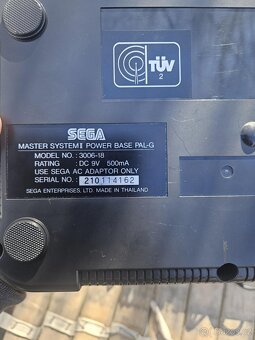 TÜV
2
SEGA
MASTER SYSTEM II POWER BASE PAL-G
MODEL NO. : 3006-18
RATING : DC 9V 500mA
USE SEGA AC ADAPTOR ONLY
SERIAL NO. : 210114162
SEGA ENTERPRISES, LTD. MADE IN THAILAND